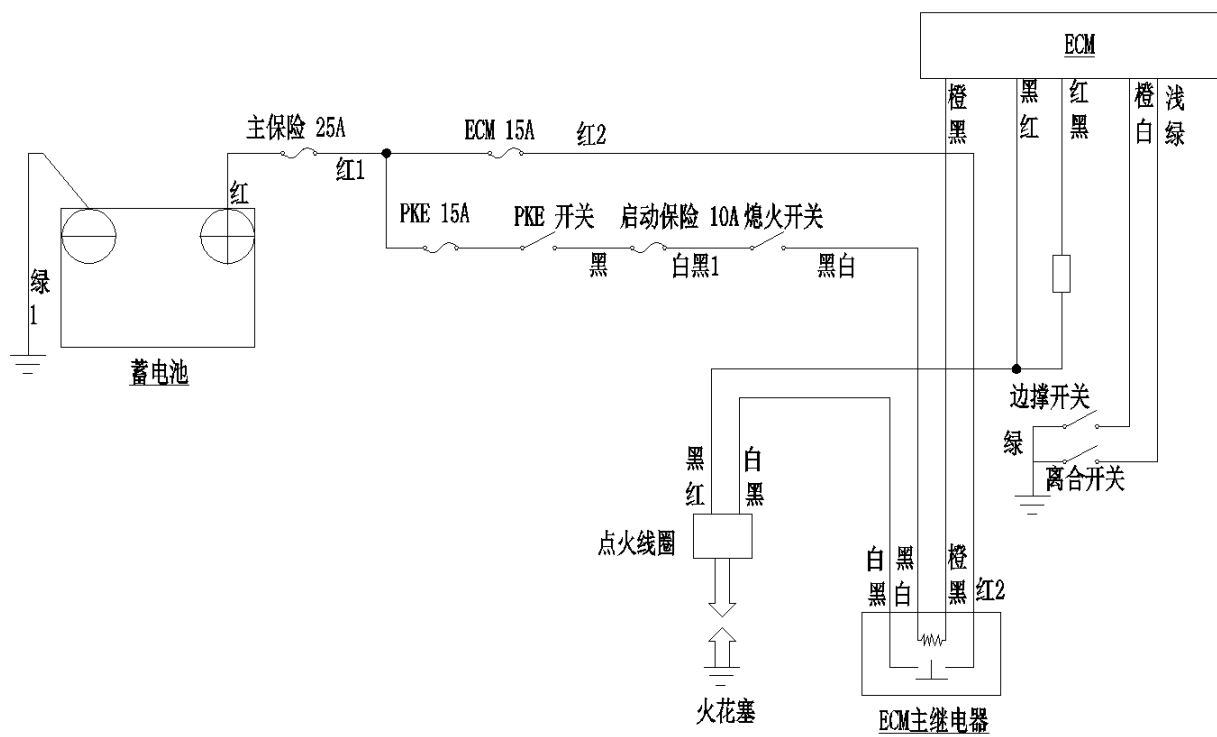 ECM
橙黑
黑红
红黑
橙白
浅绿
主保险 25A
ECM 15A
红2
红1
红
PKE 15A
PKE 开关
启动保险 10A
熄火开关
黑
白黑1
黑白
绿1
蓄电池
边撑开关
绿
离合开关
黑红
白黑
点火线圈
白黑
黑白
橙黑
红2
火花塞
ECM主继电器